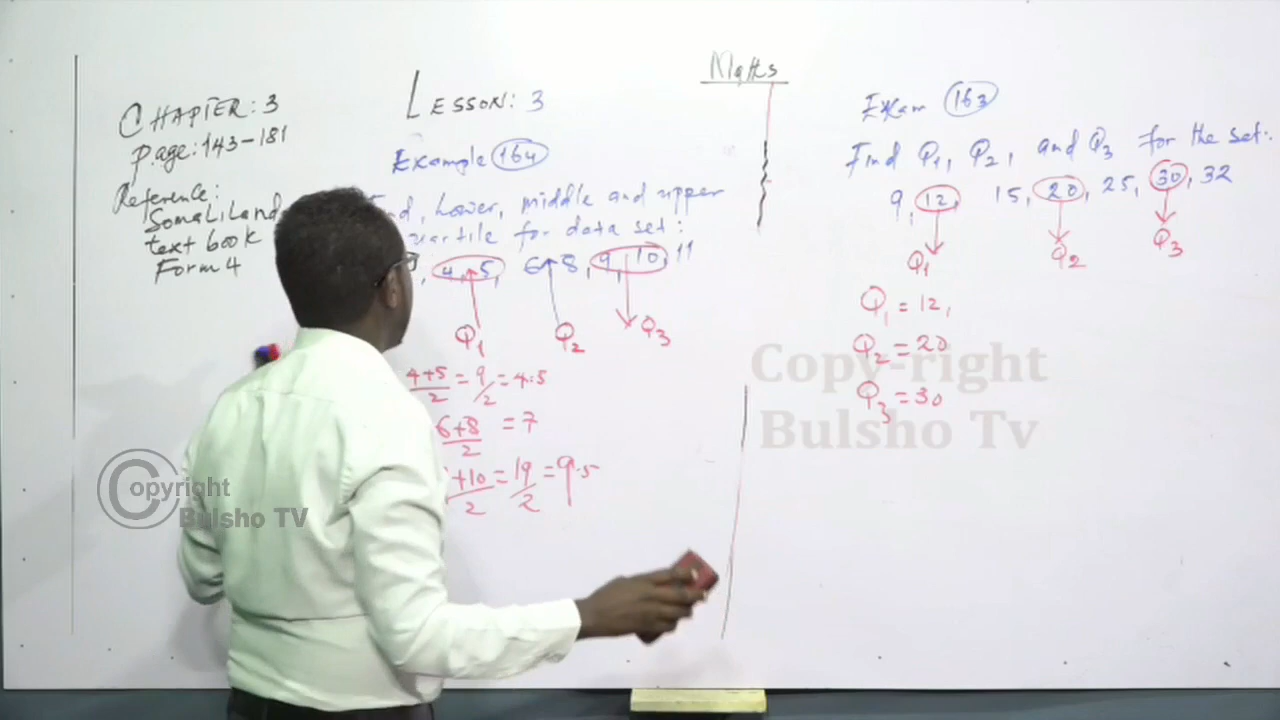 Maths
CHAPTER: 3
Page: 143-181
Reference:
SomaliLand
text book
Form 4
LESSON: 3
Example 164
, Lower, middle and upper
for data set:
, 4, 5, 6 8, 9, 10, 11
Q1 Q2 Q3
4+5/2 = 9/2 = 4.5
6+8/2 = 7
+10/2 = 19/2 = 9.5
Exam 163
Find Q1, Q2, and Q3 for the set:
9, 12, 15, 20, 25, 30, 32
Q1 Q2 Q3
Q1 = 12,
Q2 = 20
Q3 = 30
Copy-right
Bulsho Tv
Copyright
Bulsho TV